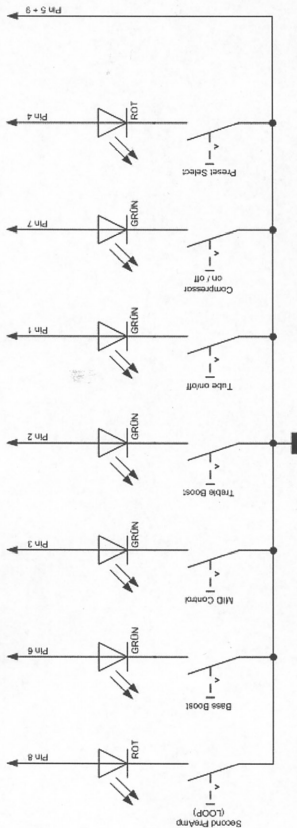 Pin 5 + 9
Pin 4
ROT
Preset Select
Pin 7
GRÜN
Compressor
on / off
Pin 1
GRÜN
Tube on/off
Pin 2
GRÜN
Treble Boost
Pin 3
GRÜN
MID Control
Pin 6
GRÜN
Bass Boost
Pin 8
ROT
Second PreAmp
(LOOP)